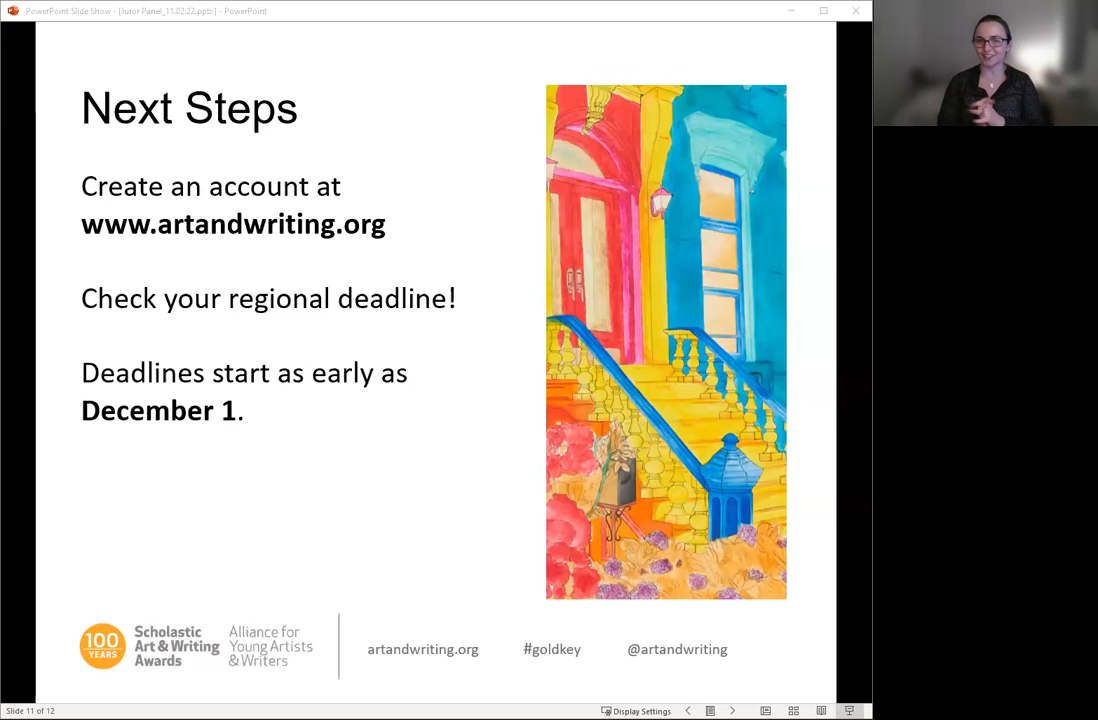 PowerPoint Slide Show - [Juror Panel_11.02.22.pptx] - PowerPoint
Next Steps
Create an account at
www.artandwriting.org
Check your regional deadline!
Deadlines start as early as
December 1.
100
YEARS
Scholastic
Art & Writing
Awards
Alliance for
Young Artists
& Writers
artandwriting.org
#goldkey
@artandwriting
Slide 11 of 12
Display Settings